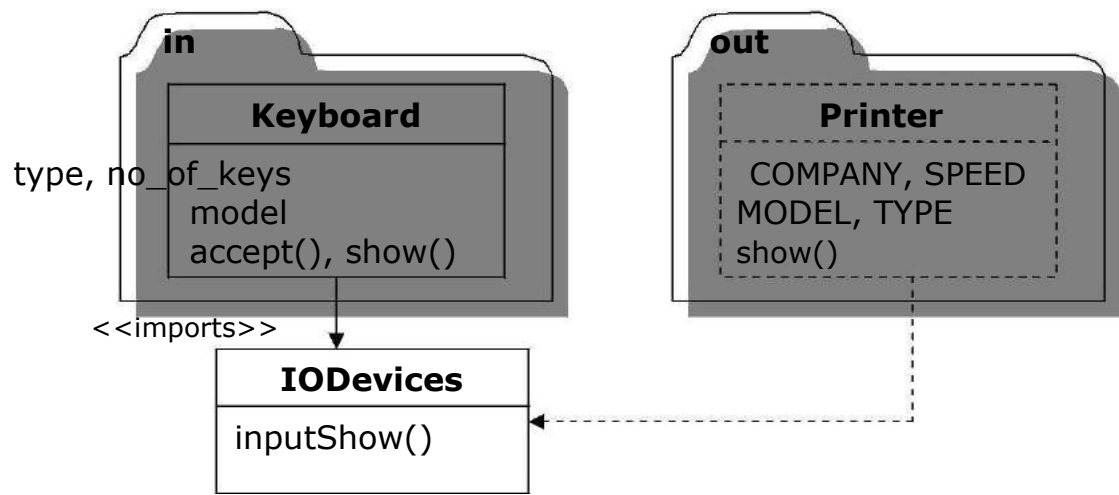 in
Keyboard
type, no_of_keys
model
accept(), show()
out
Printer
COMPANY, SPEED
MODEL, TYPE
show()
<<imports>>
IODevices
inputShow()